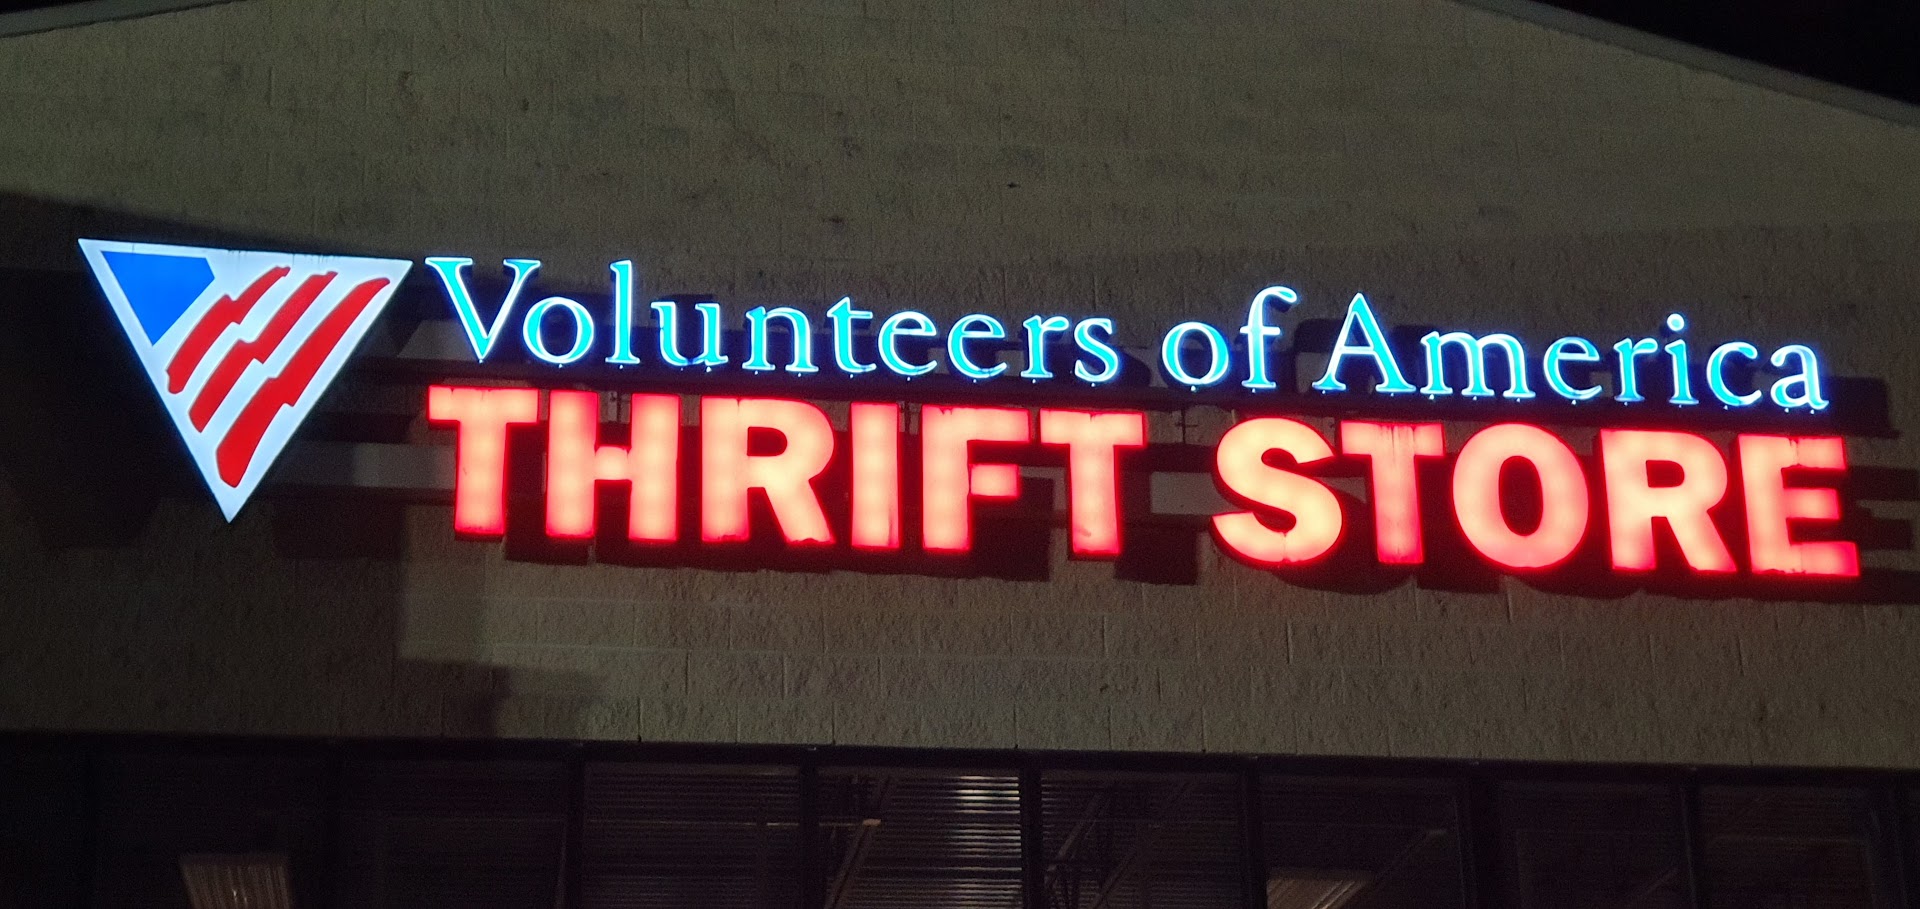 Volunteers of America
THRIFT STORE